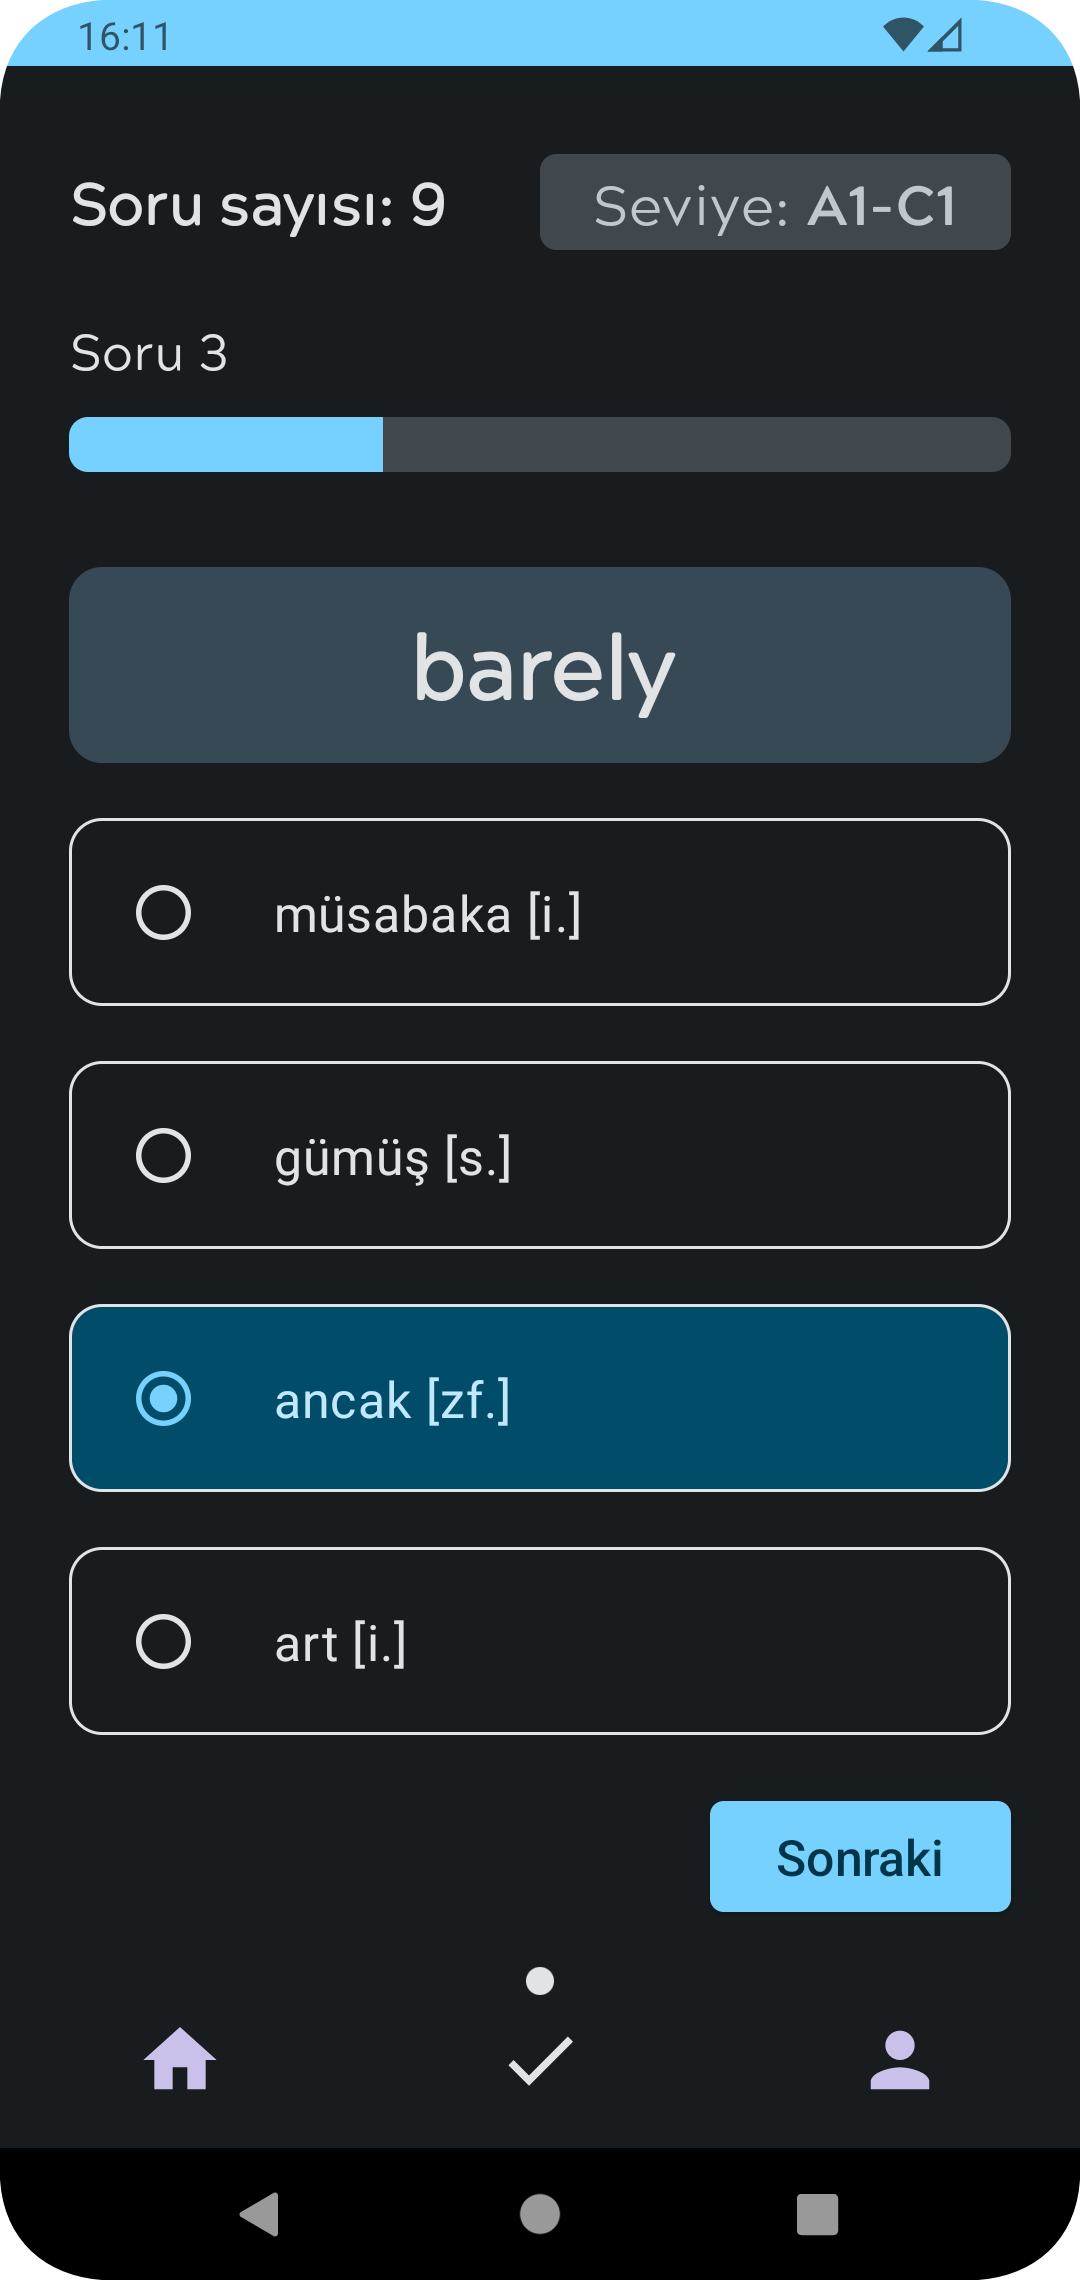 16:11
Soru sayısı: 9
Seviye: A1-C1
Soru 3
barely
müsabaka [i.]
gümüş [s.]
ancak [zf.]
art [i.]
Sonraki